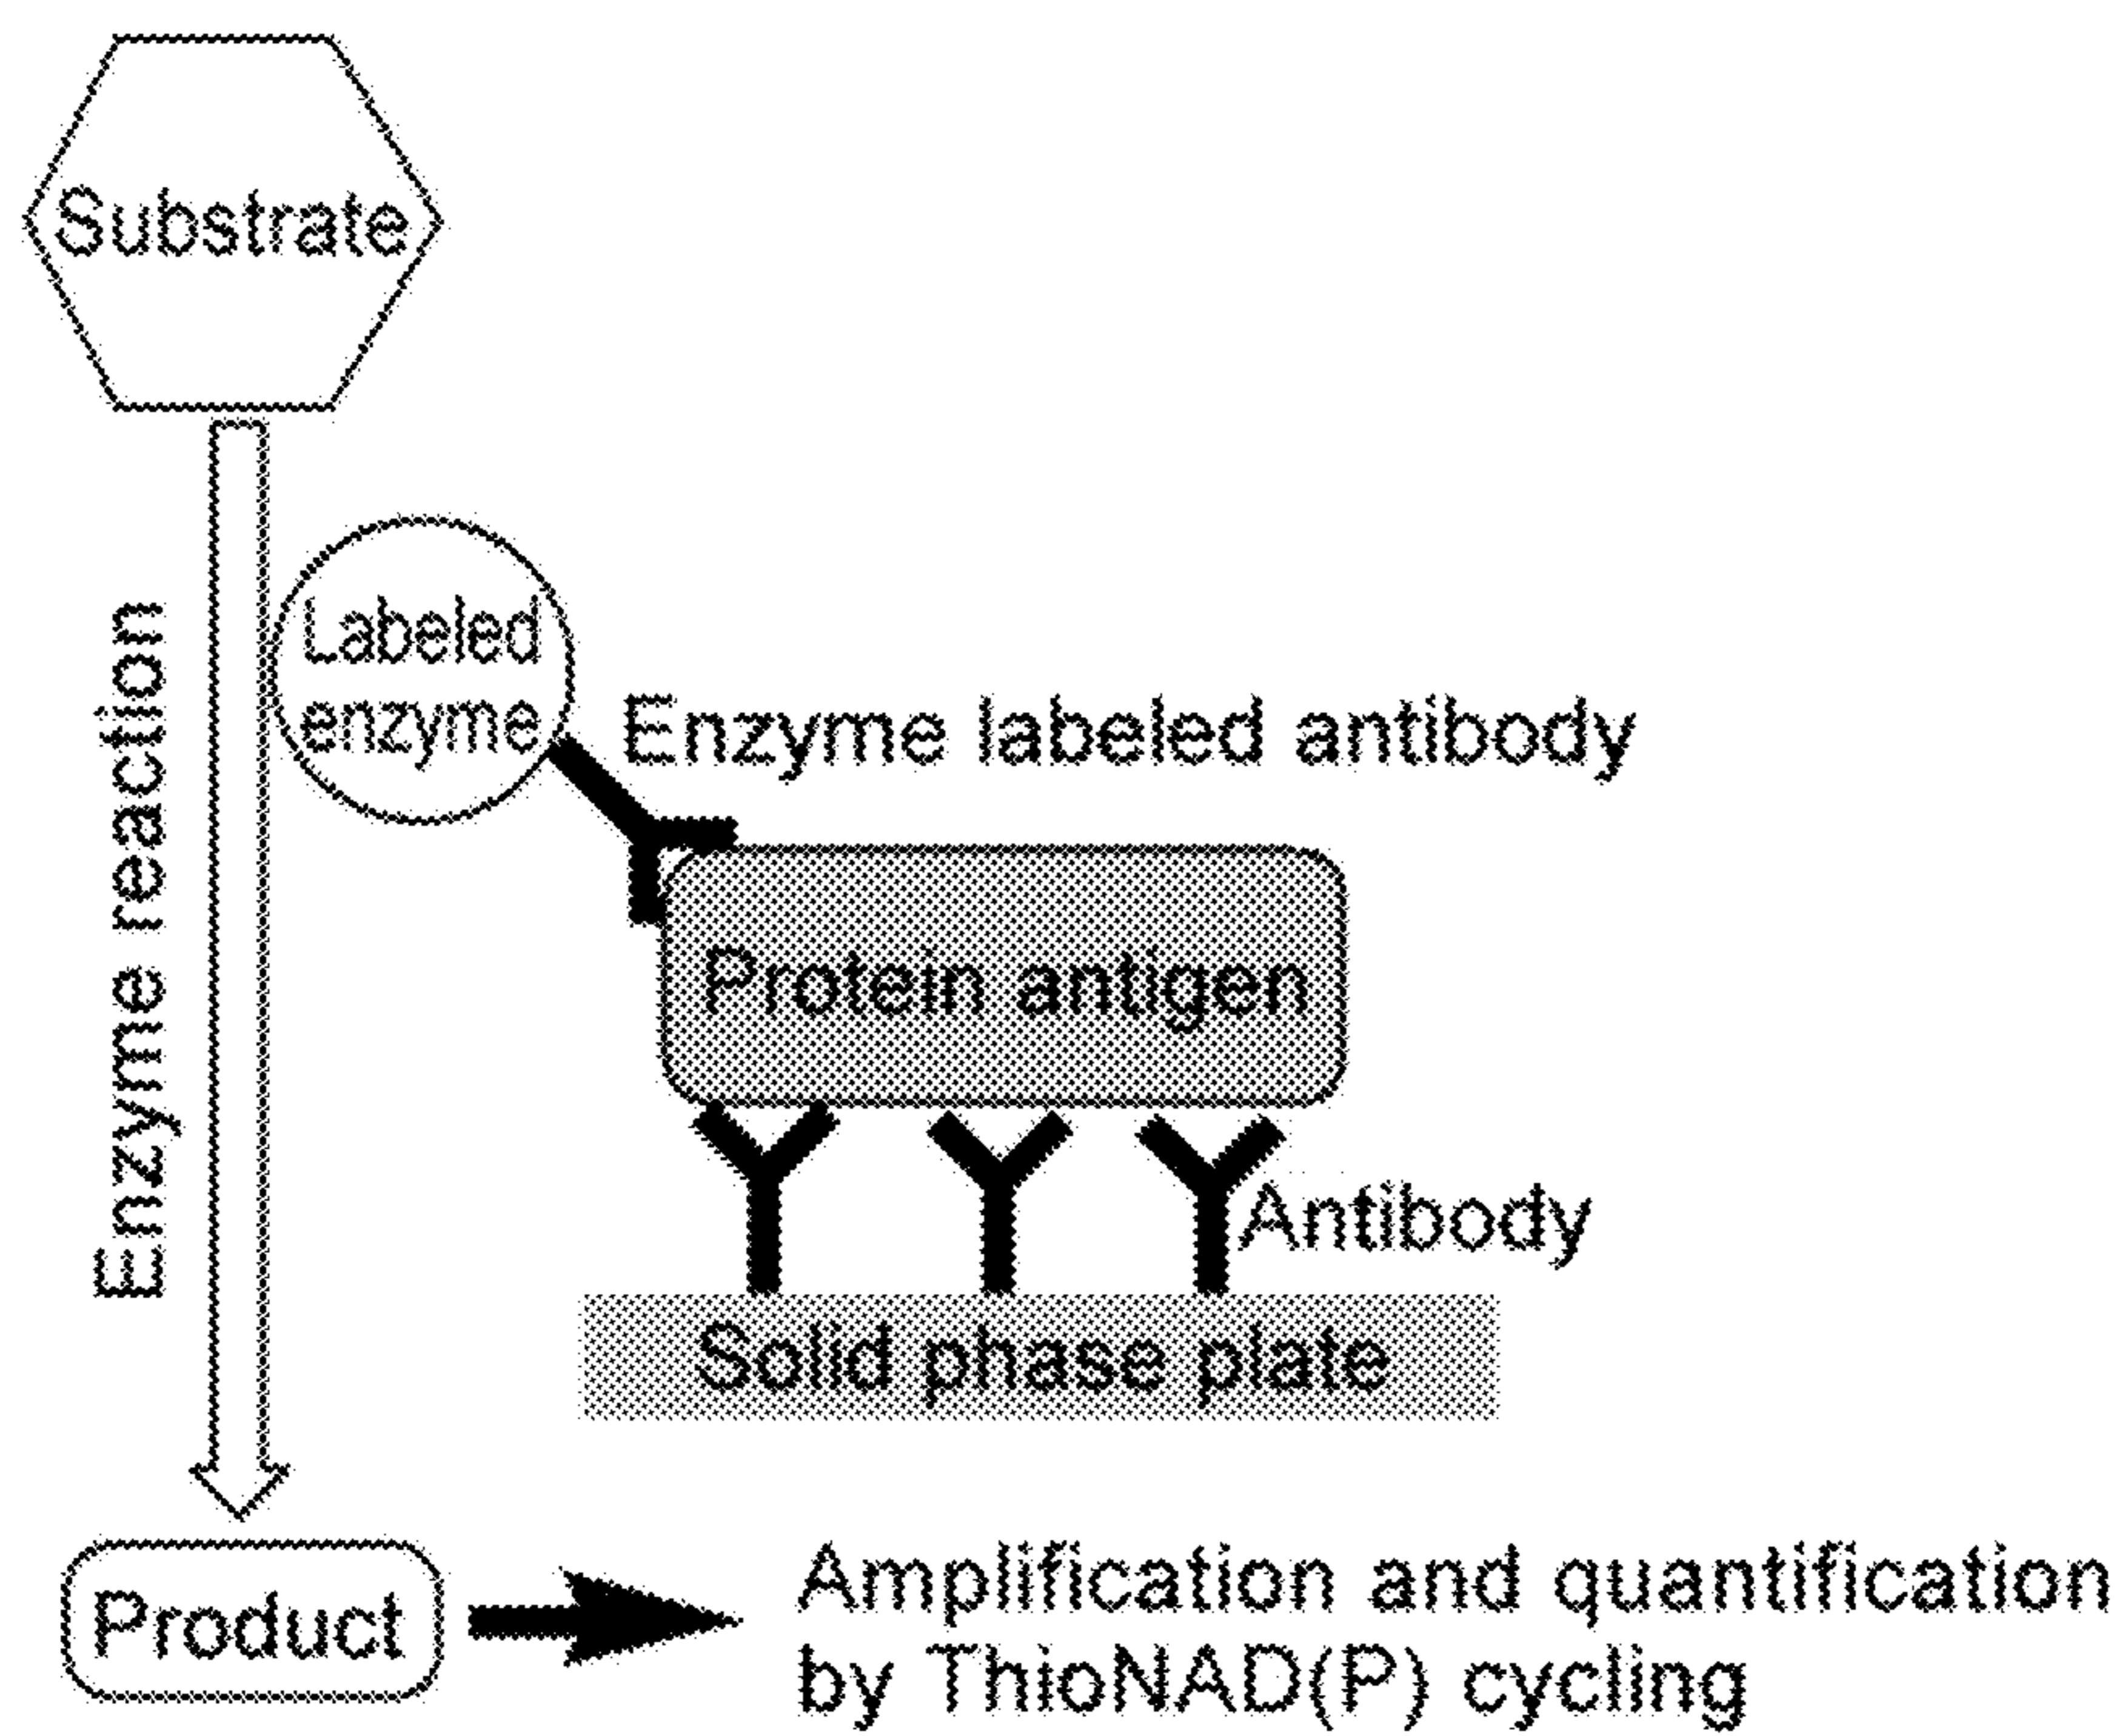 Substrate
Labeled
enzyme
Enzyme reaction
Enzyme labeled antibody
Protein antigen
Antibody
Solid phase plate
Product
Amplification and quantification
by ThioNAD(P) cycling